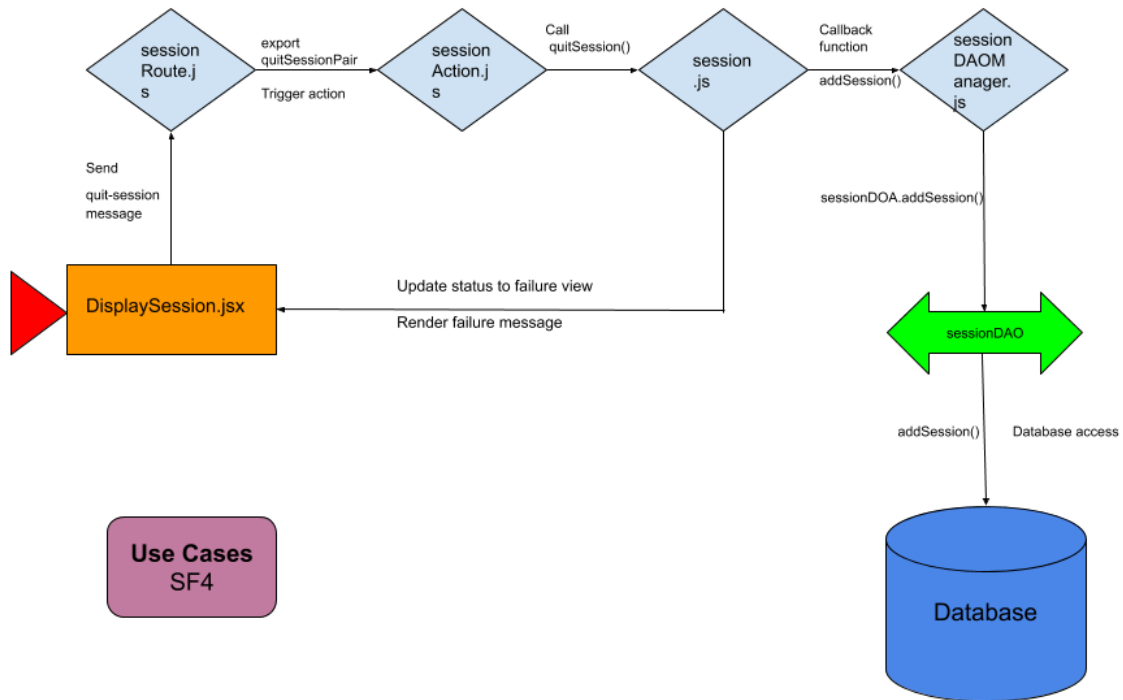 session
Route.j
s
export
quitSessionPair
Trigger action
session
Action.j
s
Call
quitSession()
session
.js
Callback
function
addSession()
session
DAOM
anager.
js
Send
quit-session
message
sessionDOA.addSession()
DisplaySession.jsx
Update status to failure view
Render failure message
sessionDAO
addSession()
Database access
Use Cases
SF4
Database